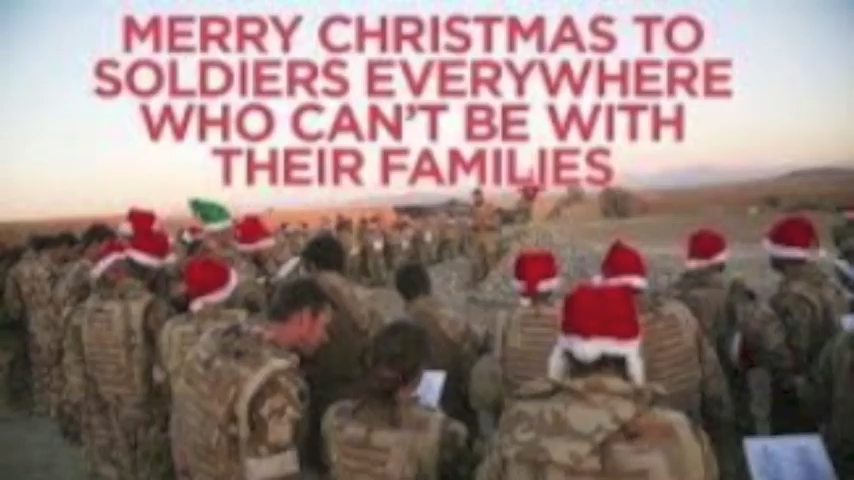 MERRY CHRISTMAS TO
SOLDIERS EVERYWHERE
WHO CAN'T BE WITH
THEIR FAMILIES